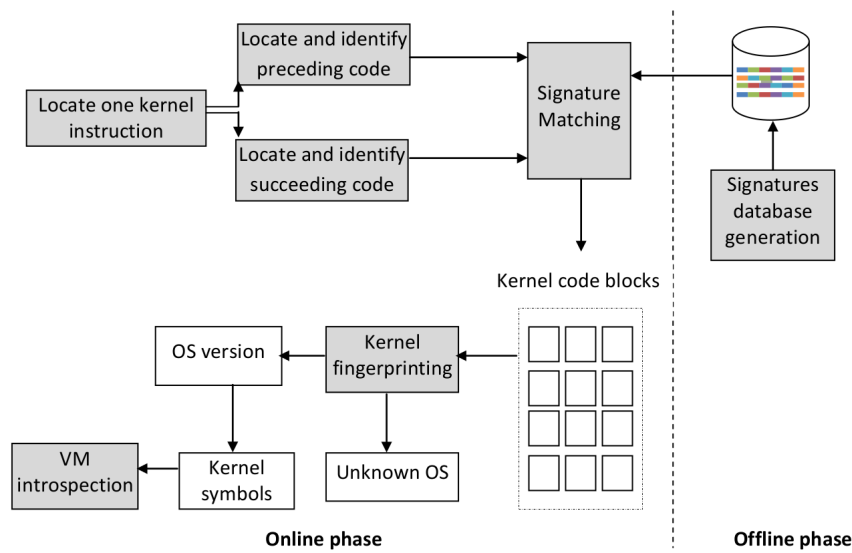 Locate and identify
preceding code
Locate one kernel
instruction
Locate and identify
succeeding code
Signature
Matching
Signatures
database
generation
Kernel code blocks
OS version
Kernel
fingerprinting
VM
introspection
Kernel
symbols
Unknown OS
Online phase
Offline phase